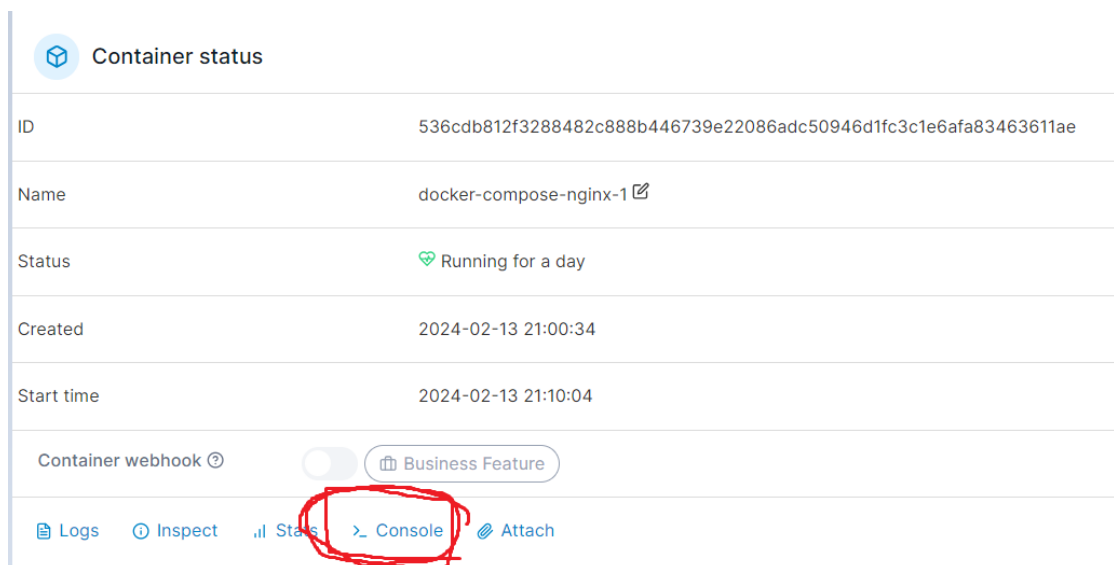 Container status
ID 536cdb812f3288482c888b446739e22086adc50946d1fc3c1e6afa83463611ae
Name docker-compose-nginx-1
Status Running for a day
Created 2024-02-13 21:00:34
Start time 2024-02-13 21:10:04
Container webhook Business Feature
Logs Inspect Stats >_ Console Attach